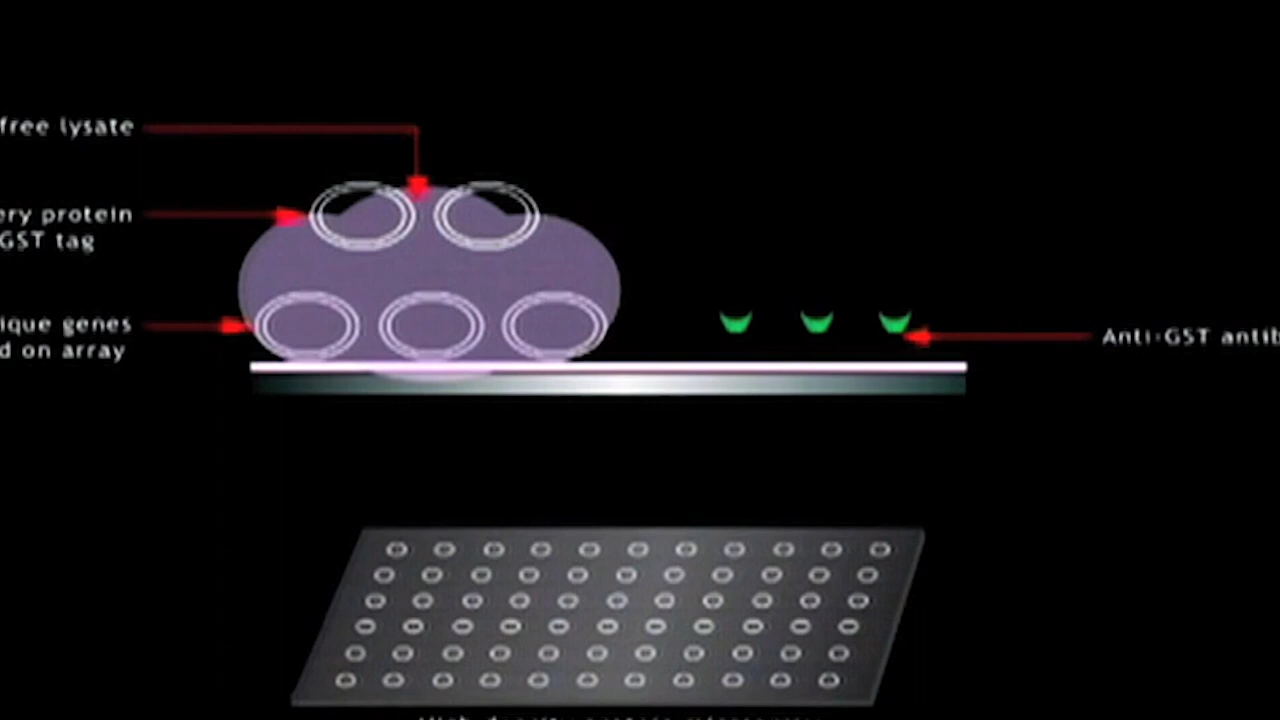 free lysate
ery protein
GST tag
ique genes
d on array
Anti-GST antib